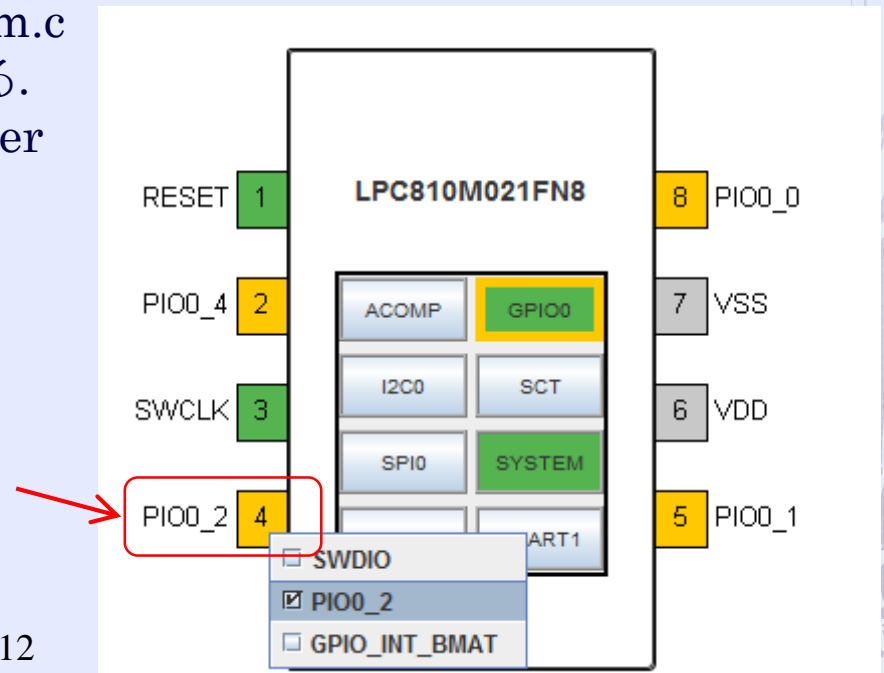 m.c
6.
er
LPC810M021FN8
RESET 1
8 PIO0_0
PIO0_4 2
ACOMP GPIO0
7 VSS
SWCLK 3
I2C0 SCT
6 VDD
SPI0 SYSTEM
PIO0_2 4
ART1
5 PIO0_1
SWDIO
PIO0_2
GPIO_INT_BMAT
12